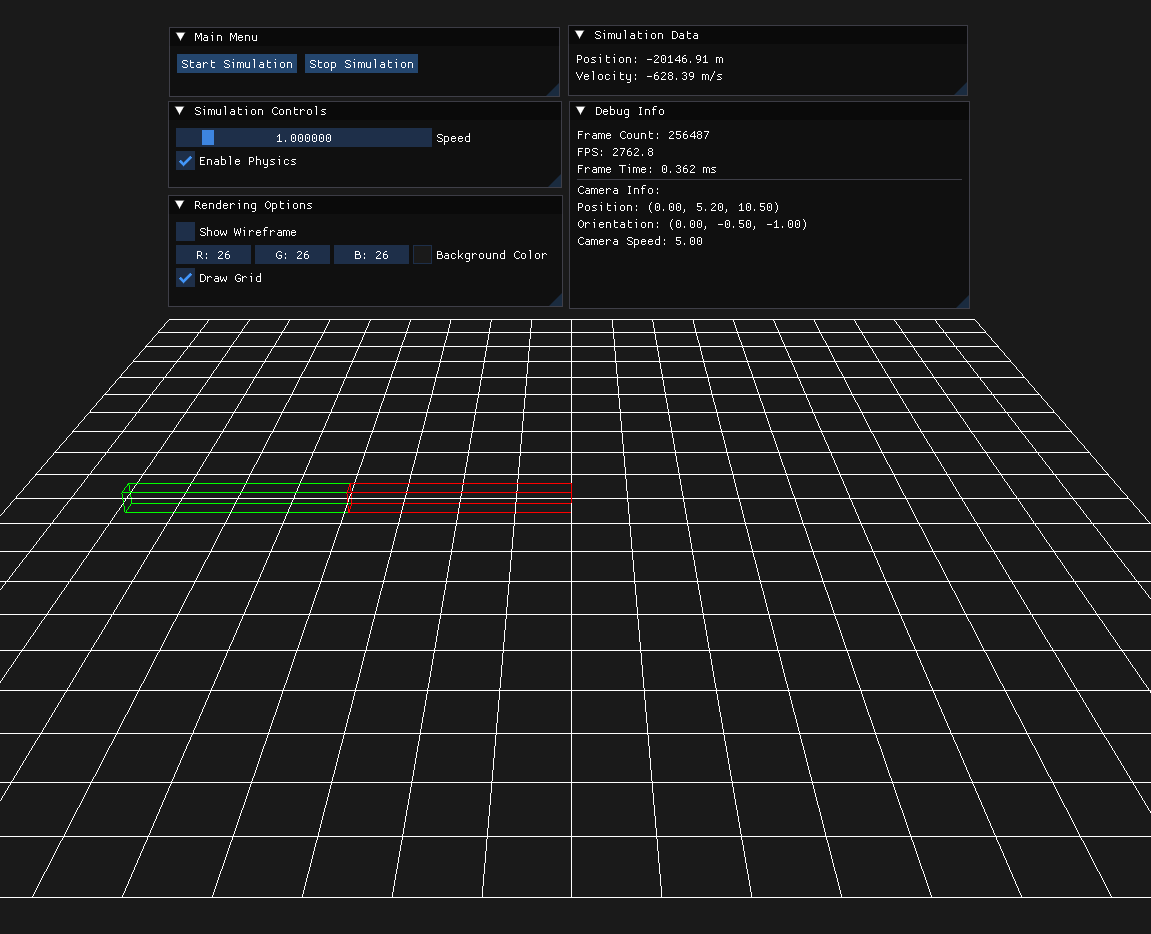 Main Menu
Start Simulation Stop Simulation
Simulation Data
Position: -20146.91 m
Velocity: -628.39 m/s
Simulation Controls
1.000000 Speed
Enable Physics
Debug Info
Frame Count: 256487
FPS: 2762.8
Frame Time: 0.362 ms
Camera Info:
Position: (0.00, 5.20, 10.50)
Orientation: (0.00, -0.50, -1.00)
Camera Speed: 5.00
Rendering Options
Show Wireframe
R: 26 G: 26 B: 26 Background Color
Draw Grid